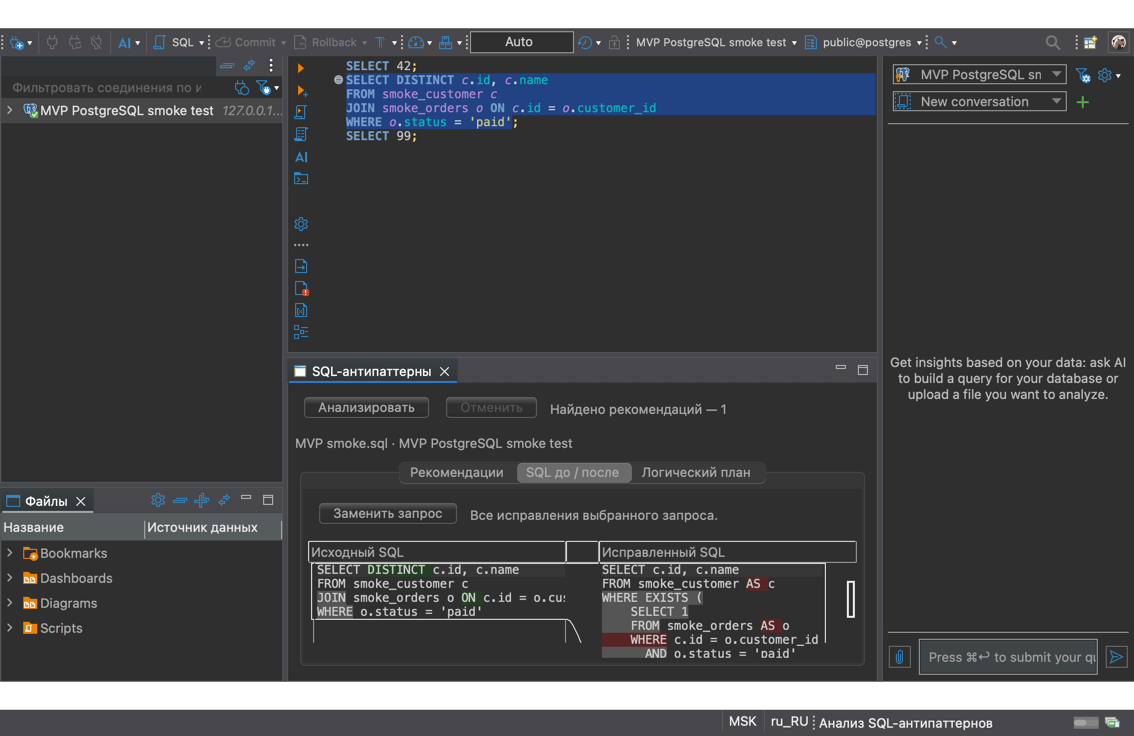 AI
SQL
Commit
Rollback
T
Auto
MVP PostgreSQL smoke test
public@postgres
Фильтровать соединения по и
MVP PostgreSQL smoke test 127.0.0.1...
SELECT 42;
SELECT DISTINCT c.id, c.name
FROM smoke_customer c
JOIN smoke_orders o ON c.id = o.customer_id
WHERE o.status = 'paid';
SELECT 99;
AI
MVP PostgreSQL sn
New conversation
Get insights based on your data: ask AI
to build a query for your database or
upload a file you want to analyze.
SQL-антипаттерны
Анализировать
Отменить
Найдено рекомендаций — 1
MVP smoke.sql · MVP PostgreSQL smoke test
Рекомендации
SQL до / после
Логический план
Заменить запрос
Все исправления выбранного запроса.
Исходный SQL
SELECT DISTINCT c.id, c.name
FROM smoke_customer c
JOIN smoke_orders o ON c.id = o.cu
WHERE o.status = 'paid'
Исправленный SQL
SELECT c.id, c.name
FROM smoke_customer AS c
WHERE EXISTS (
SELECT 1
FROM smoke_orders AS o
WHERE c.id = o.customer_id
AND o.status = 'paid'
Файлы
Название
Источник данных
Bookmarks
Dashboards
Diagrams
Scripts
Press ⌘↩ to submit your qu
MSK
ru_RU
Анализ SQL-антипаттернов